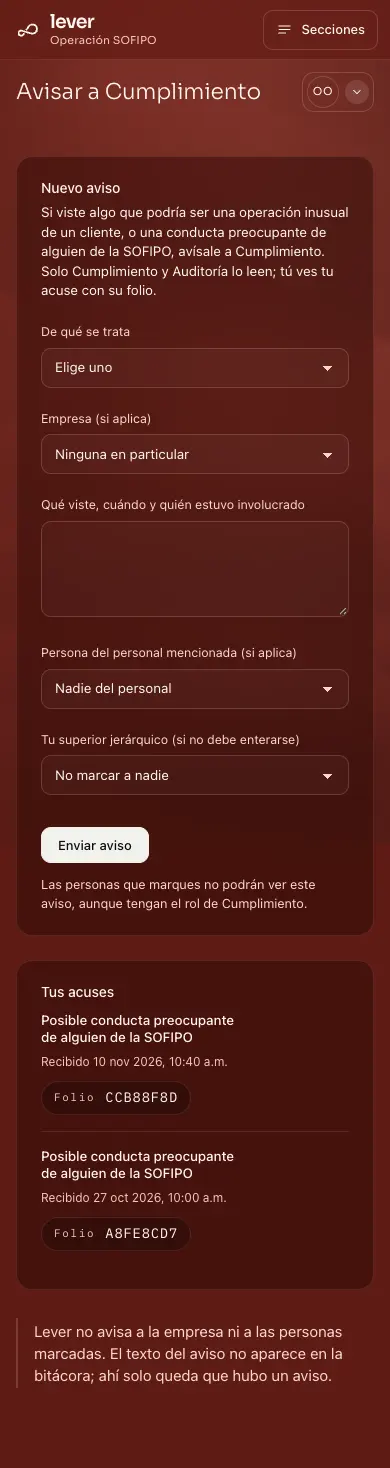 lever
Operación SOFIPO
Secciones
Avisar a Cumplimiento
OO
Nuevo aviso
Si viste algo que podría ser una operación inusual
de un cliente, o una conducta preocupante de
alguien de la SOFIPO, avísale a Cumplimiento.
Solo Cumplimiento y Auditoría lo leen; tú ves tu
acuse con su folio.
De qué se trata
Elige uno
Empresa (si aplica)
Ninguna en particular
Qué viste, cuándo y quién estuvo involucrado
Persona del personal mencionada (si aplica)
Nadie del personal
Tu superior jerárquico (si no debe enterarse)
No marcar a nadie
Enviar aviso
Las personas que marques no podrán ver este
aviso, aunque tengan el rol de Cumplimiento.
Tus acuses
Posible conducta preocupante
de alguien de la SOFIPO
Recibido 10 nov 2026, 10:40 a.m.
Folio CCB88F8D
Posible conducta preocupante
de alguien de la SOFIPO
Recibido 27 oct 2026, 10:00 a.m.
Folio A8FE8CD7
Lever no avisa a la empresa ni a las personas
marcadas. El texto del aviso no aparece en la
bitácora; ahí solo queda que hubo un aviso.